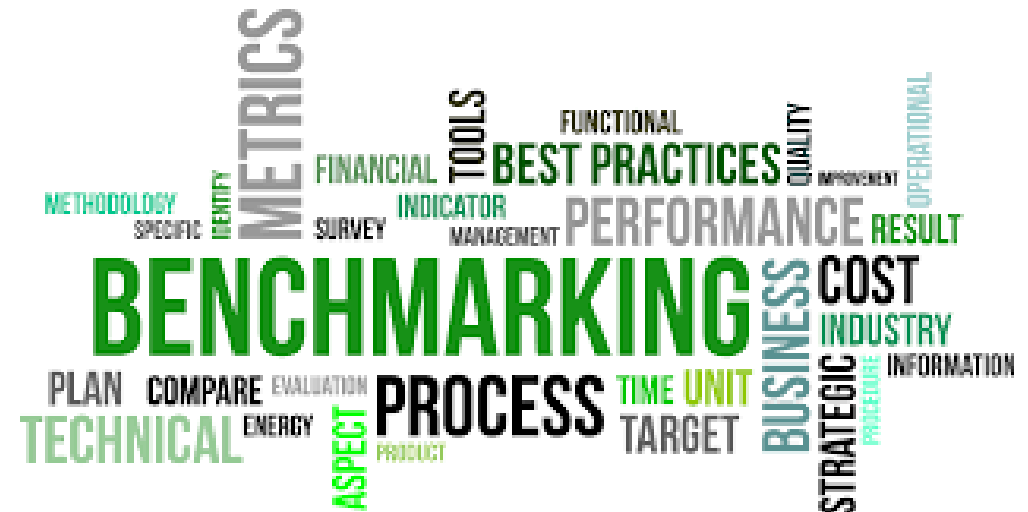 METRICS
TOOLS
FUNCTIONAL
QUALITY
OPERATIONAL
FINANCIAL
BEST PRACTICES
IMPROVEMENT
METHODOLOGY
IDENTIFY
INDICATOR
SPECIFIC
SURVEY
MANAGEMENT
PERFORMANCE
RESULT
BENCHMARKING
BUSINESS
COST
INDUSTRY
STRATEGIC
PROCEDURE
INFORMATION
PLAN
COMPARE
EVALUATION
PROCESS
TIME
UNIT
TECHNICAL
ENERGY
ASPECT
PRODUCT
TARGET